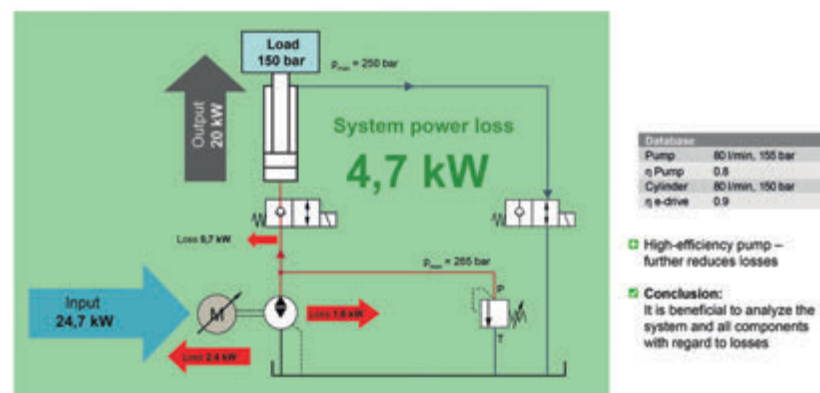 Load
150 bar
pmax = 250 bar
Output
20 kW
System power loss
4,7 kW
Loss 0,7 kW
pmax = 265 bar
Input
24,7 kW
M
Loss 1.6 kW
P
T
Loss 2.4 kW
Database
Pump 80 l/min, 155 bar
η Pump 0.8
Cylinder 80 l/min, 150 bar
η e-drive 0.9
High-efficiency pump –
further reduces losses
Conclusion:
It is beneficial to analyze the
system and all components
with regard to losses